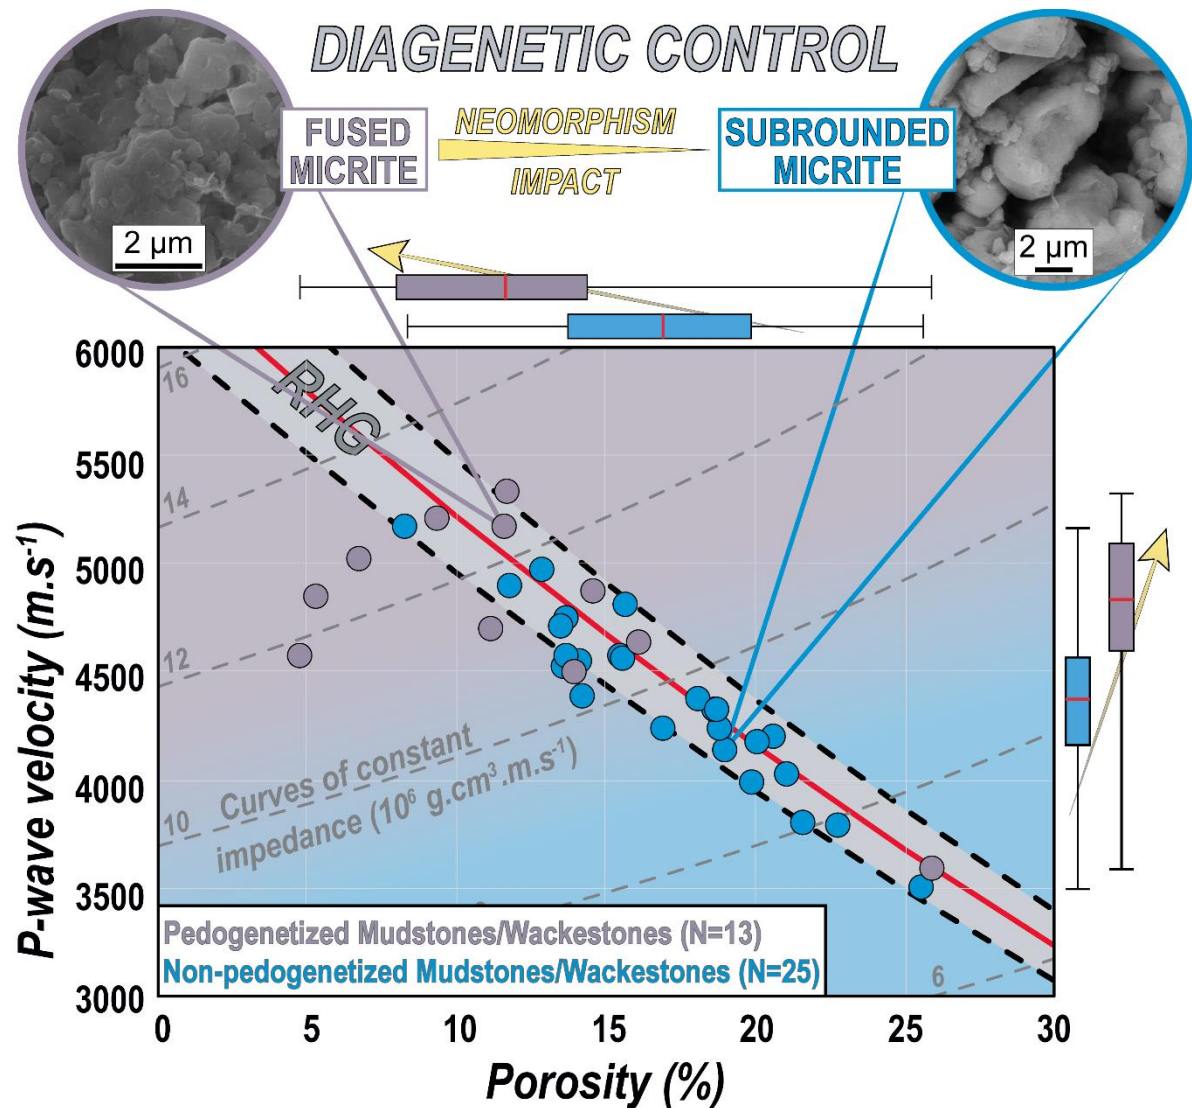 DIAGENETIC CONTROL
FUSED
MICRITE
NEOMORPHISM
IMPACT
SUBROUNDED
MICRITE
2 µm
2 µm
6000
5500
5000
4500
4000
3500
3000
P-wave velocity (m.s⁻¹)
RHG
16
14
12
10
6
Curves of constant
impedance (10⁶ g.cm³.m.s⁻¹)
Pedogenetized Mudstones/Wackestones (N=13)
Non-pedogenetized Mudstones/Wackestones (N=25)
0 5 10 15 20 25 30
Porosity (%)